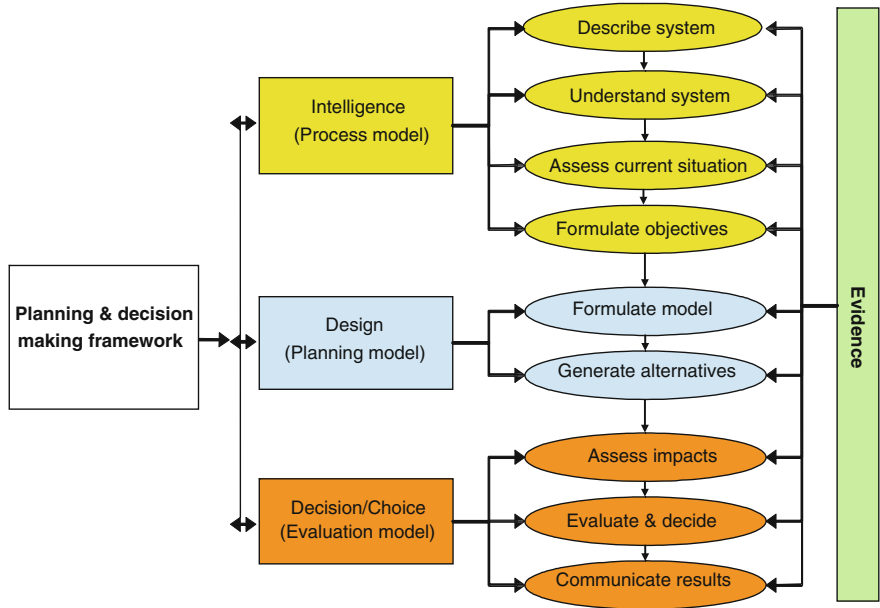 Planning & decision
making framework
Intelligence
(Process model)
Describe system
Understand system
Assess current situation
Formulate objectives
Design
(Planning model)
Formulate model
Generate alternatives
Decision/Choice
(Evaluation model)
Assess impacts
Evaluate & decide
Communicate results
Evidence